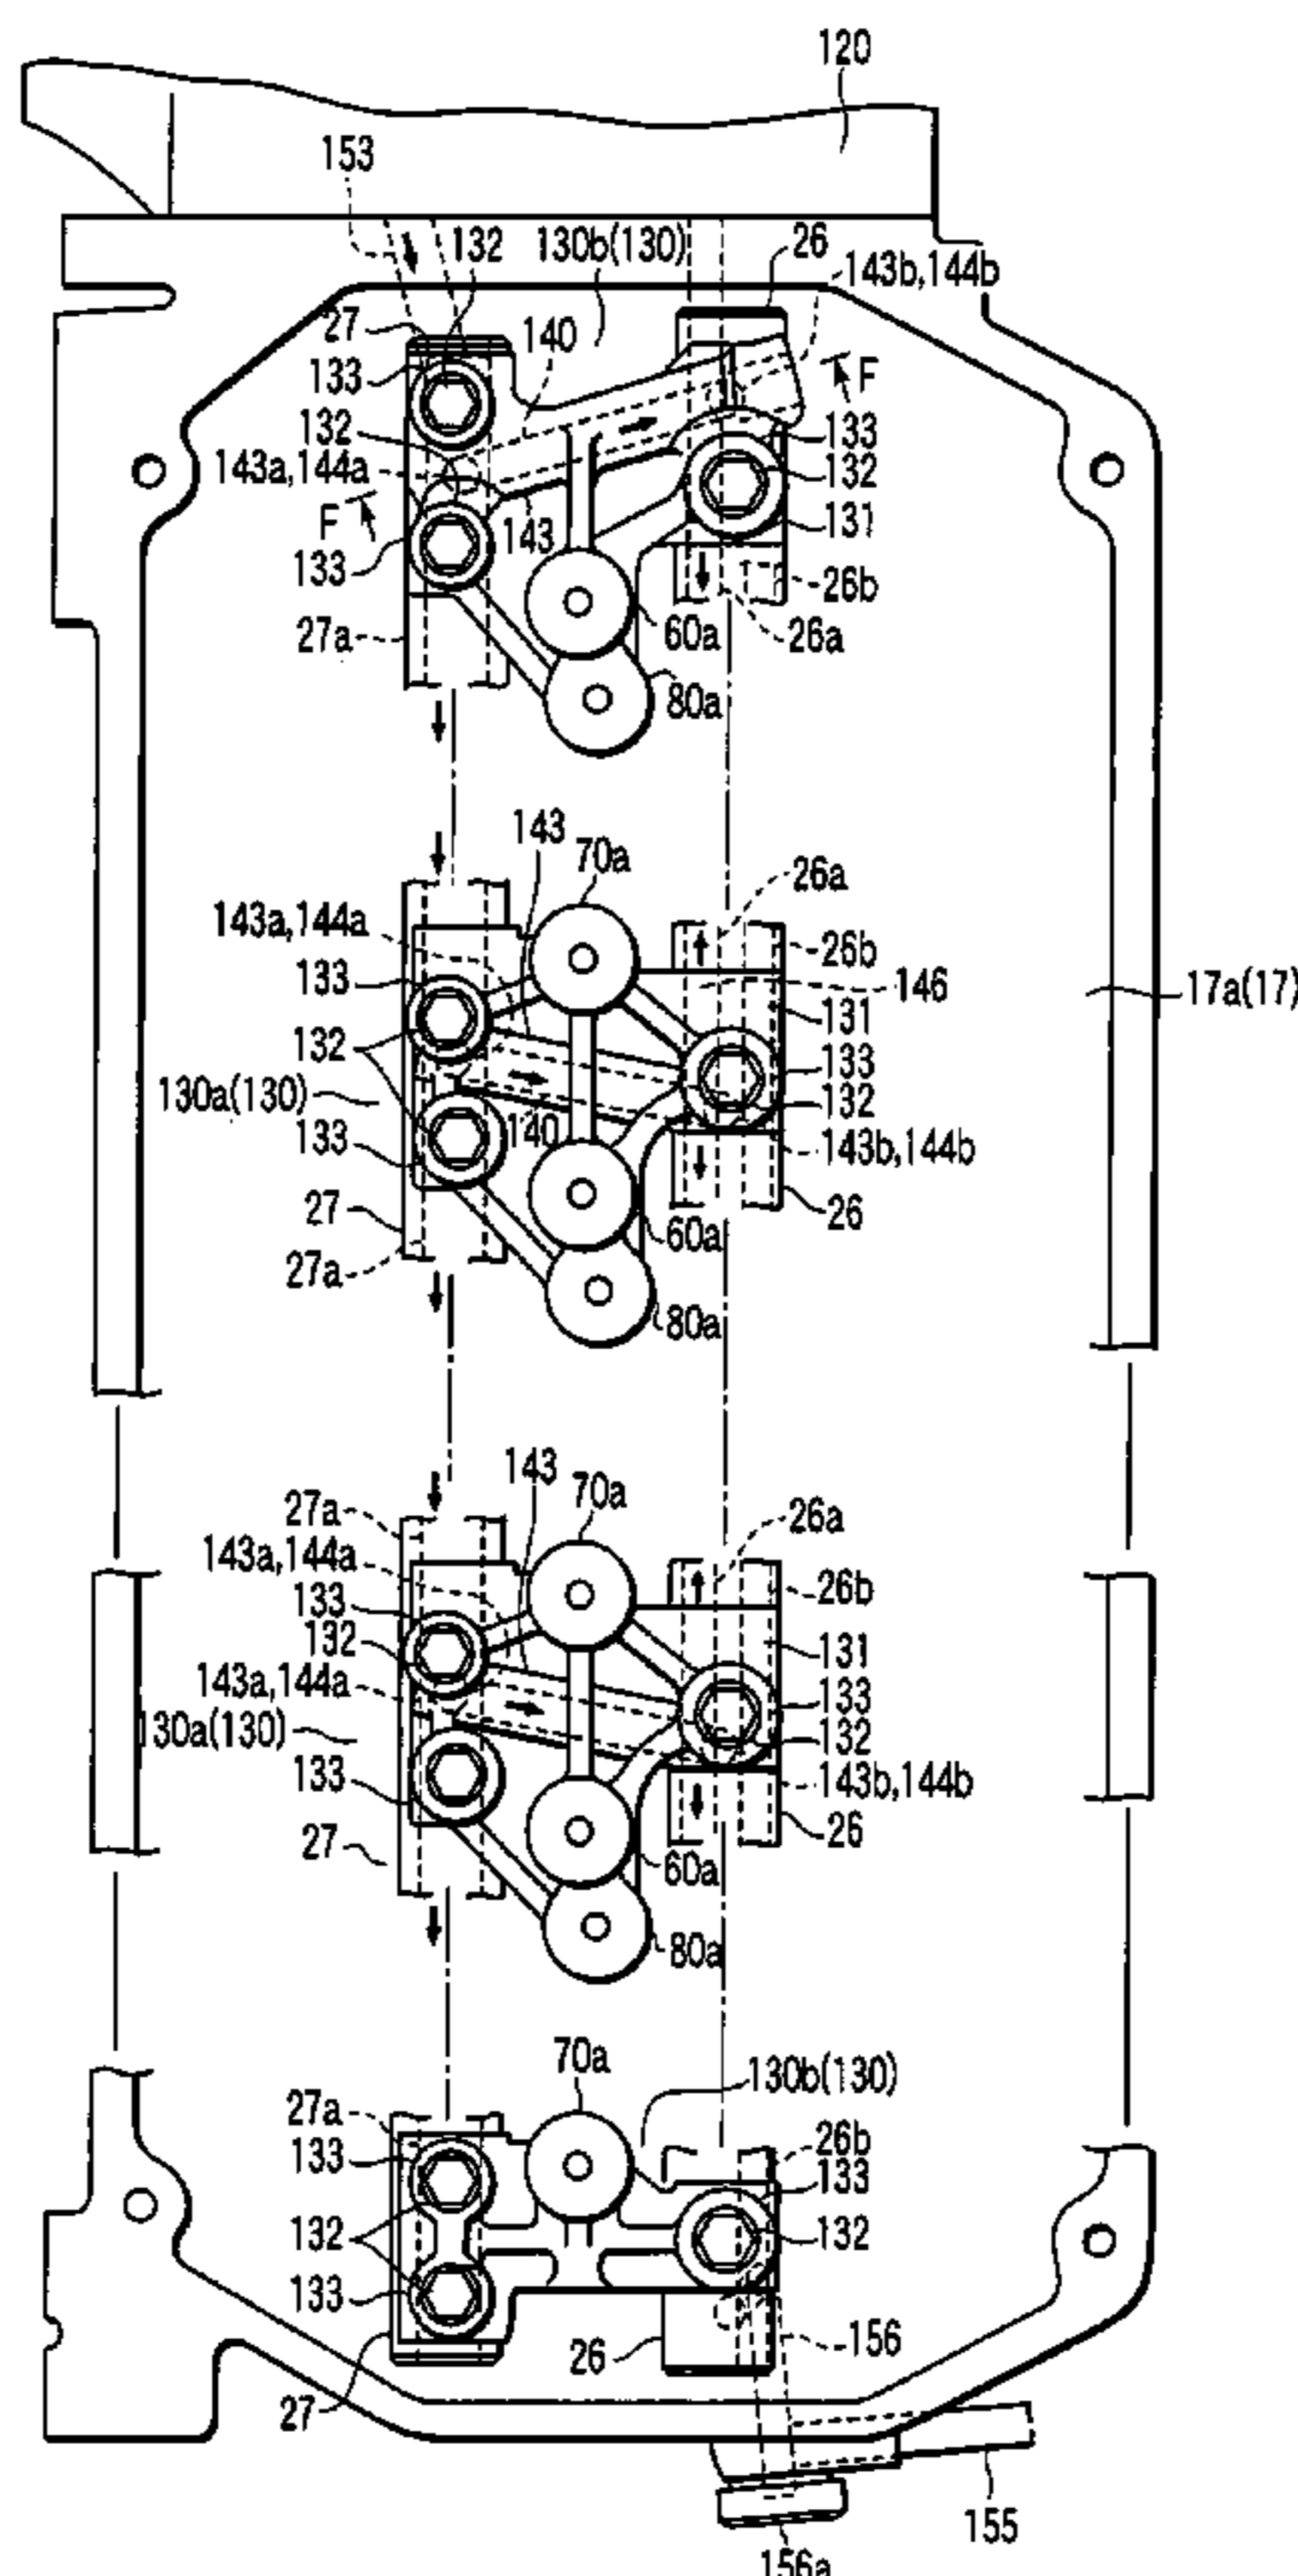 120
153
132
130b(130)
26
143b,144b
27
140
133
F
132
133
143a,144a
132
F
143
131
133
26b
27a
60a
26a
80a
143
70a
26a
143a,144a
26b
133
146
17a(17)
131
132
133
130a(130)
132
140
133
143b,144b
27
26
60a
27a
80a
143
70a
27a
26a
143a,144a
26b
133
132
131
143a,144a
133
130a(130)
132
133
143b,144b
27
26
60a
80a
70a
130b(130)
27a
26b
133
133
132
132
133
156
26
27
155
156a